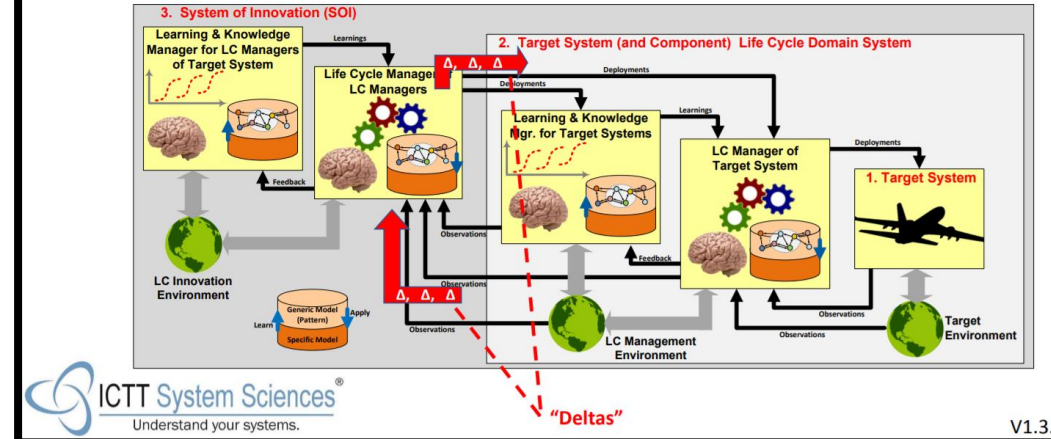 3. System of Innovation (SOI)
Learning & Knowledge
Manager for LC Managers
of Target System
Learnings
Life Cycle Manager of
LC Managers
Δ, Δ, Δ
2. Target System (and Component) Life Cycle Domain System
Deployments
Deployments
Learning & Knowledge
Mgr. for Target Systems
Learnings
LC Manager of
Target System
Deployments
1. Target System
Feedback
Observations
Feedback
Observations
Observations
Observations
Observations
Δ, Δ, Δ
LC Innovation
Environment
Generic Model
(Pattern)
Specific Model
Learn
Apply
LC Management
Environment
Target
Environment
ICTT System Sciences®
Understand your systems.
“Deltas”
V1.3.